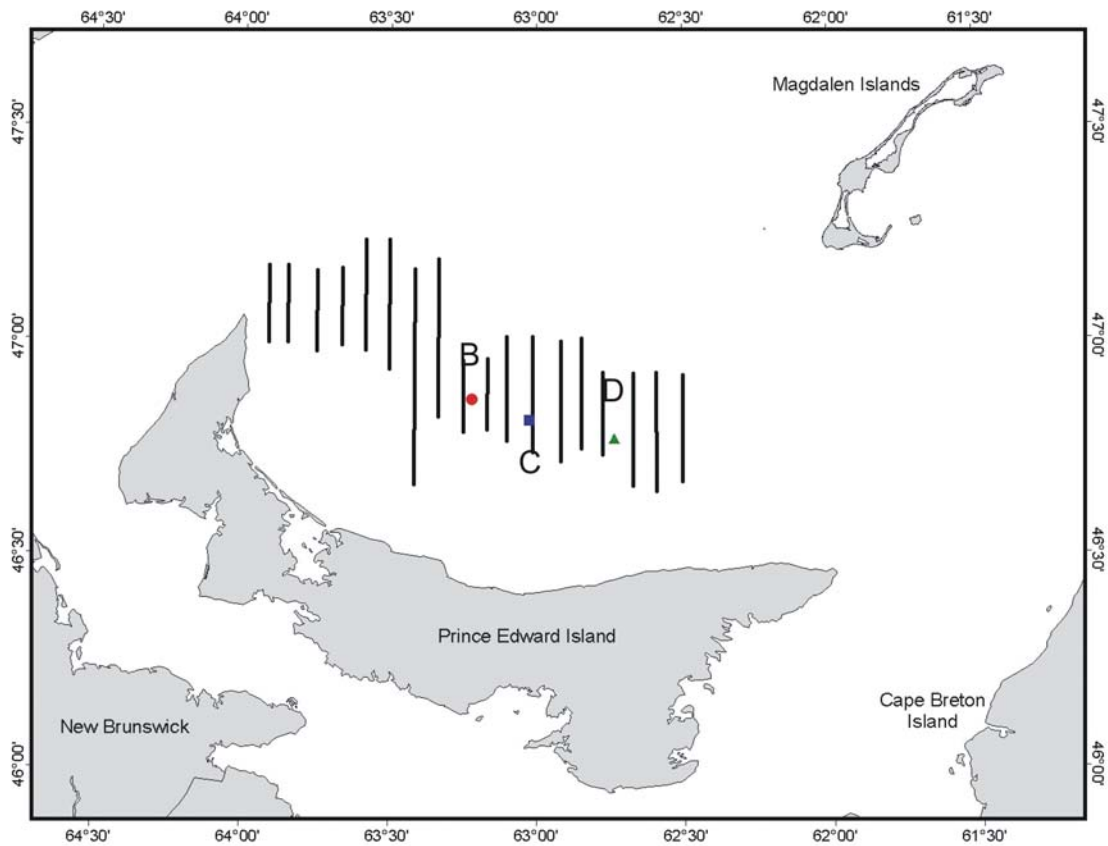 64°30' 64°00' 63°30' 63°00' 62°30' 62°00' 61°30'
Magdalen Islands
47°30' 47°30'
47°00' 47°00'
B
D
C
46°30' 46°30'
Prince Edward Island
Cape Breton
Island
New Brunswick
46°00' 46°00'
64°30' 64°00' 63°30' 63°00' 62°30' 62°00' 61°30'